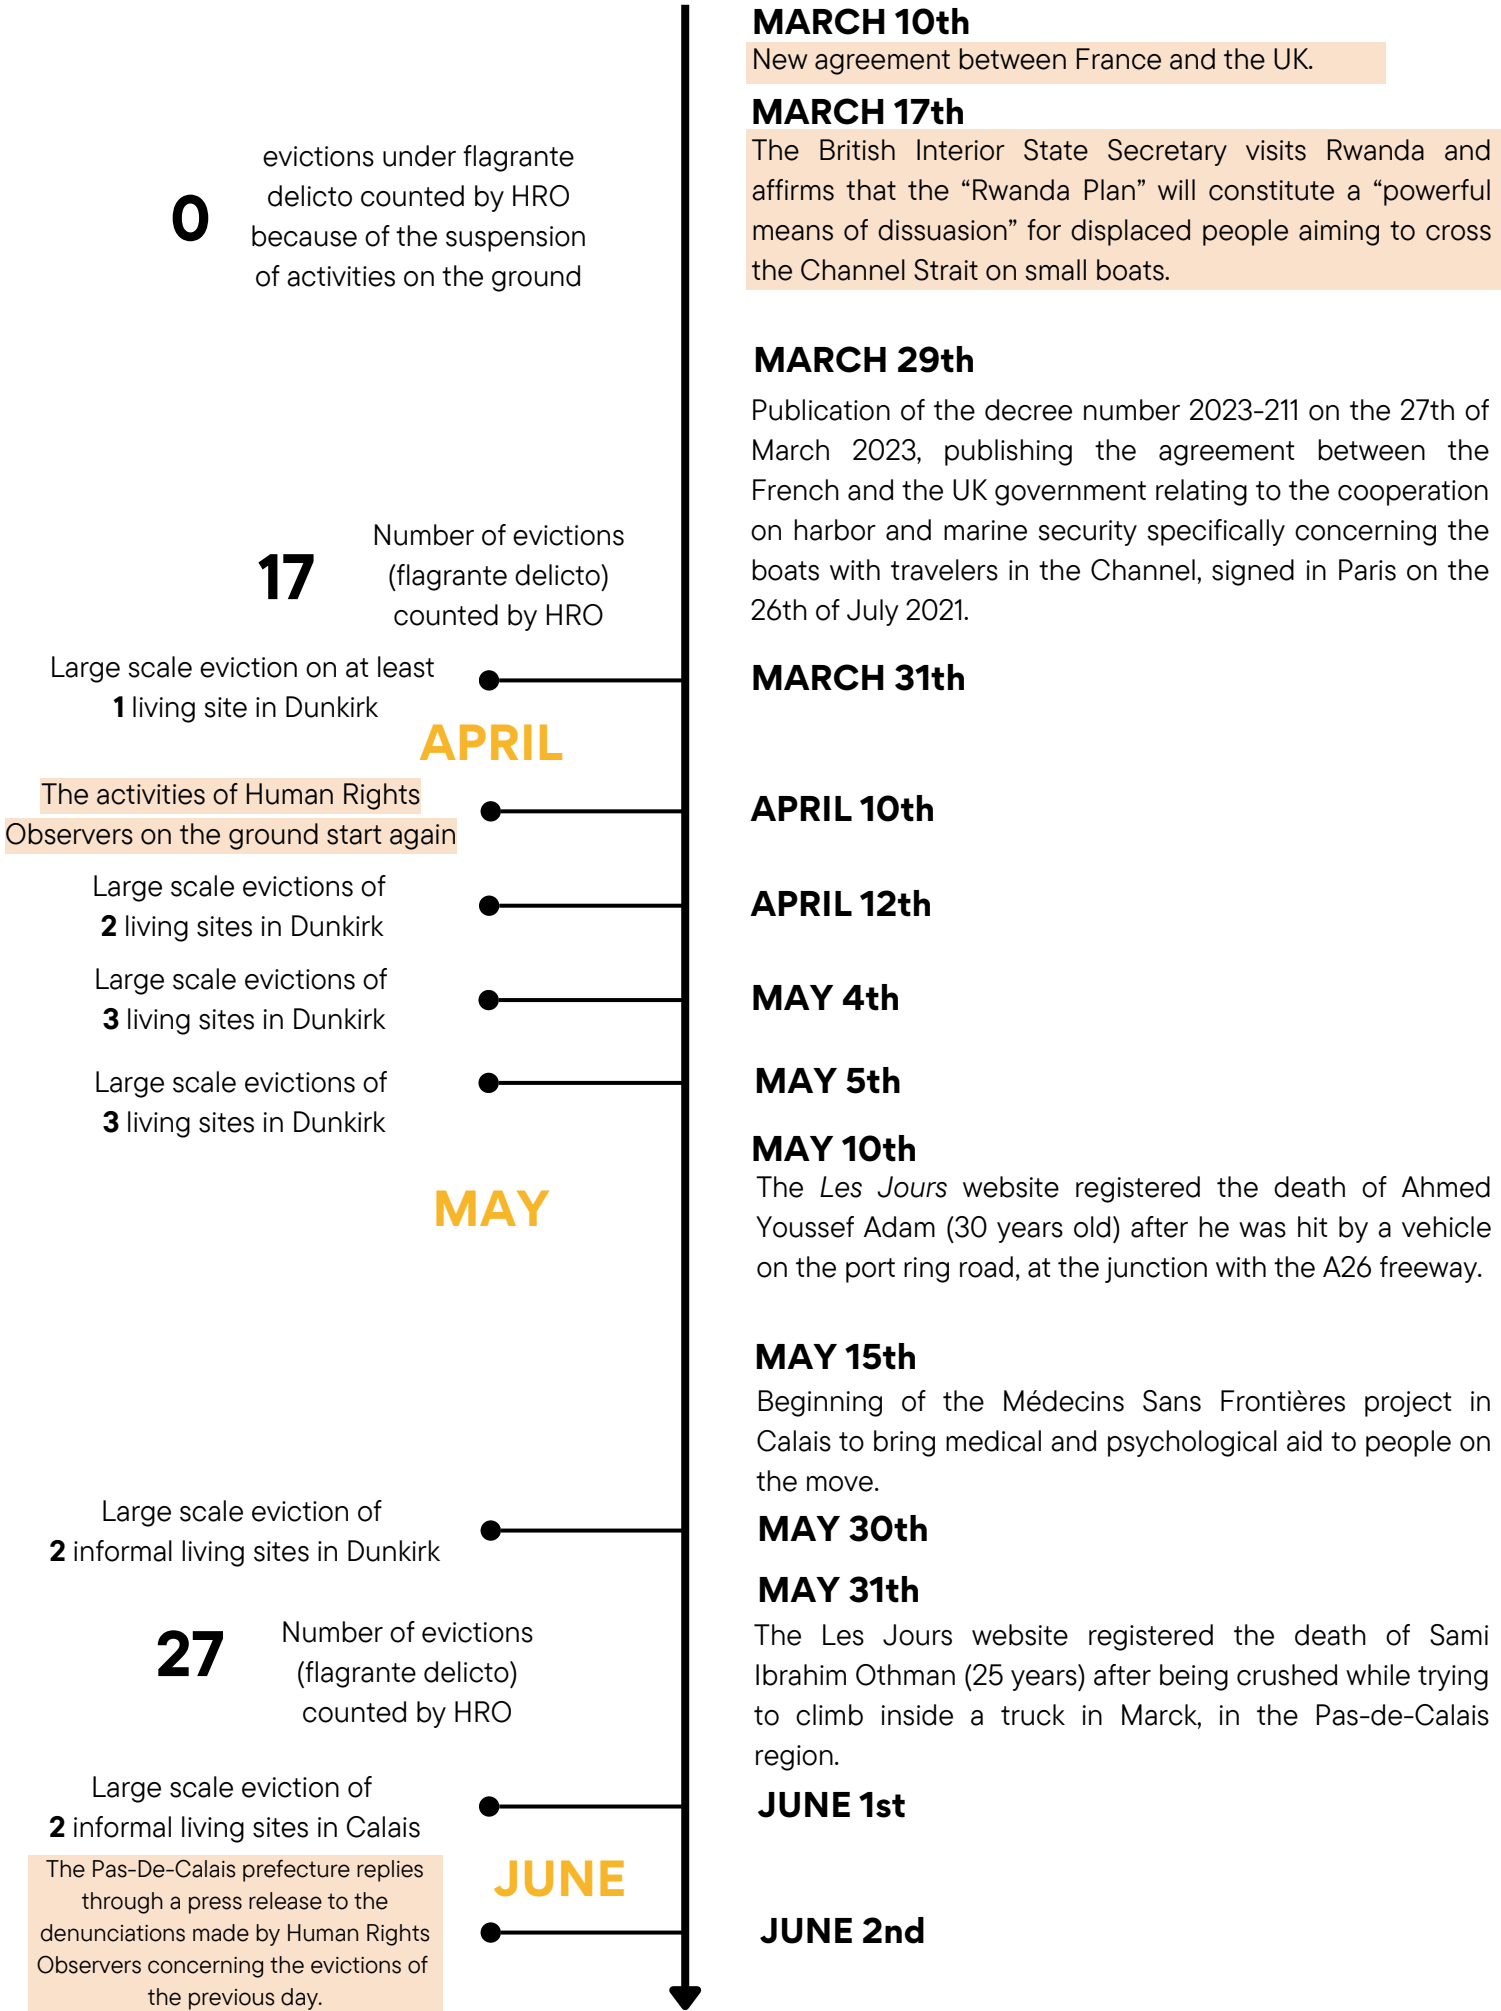 MARCH 10th
New agreement between France and the UK.
MARCH 17th
The British Interior State Secretary visits Rwanda and
affirms that the “Rwanda Plan” will constitute a “powerful
means of dissuasion” for displaced people aiming to cross
the Channel Strait on small boats.
0
evictions under flagrante
delicto counted by HRO
because of the suspension
of activities on the ground
MARCH 29th
Publication of the decree number 2023-211 on the 27th of
March 2023, publishing the agreement between the
French and the UK government relating to the cooperation
on harbor and marine security specifically concerning the
boats with travelers in the Channel, signed in Paris on the
26th of July 2021.
17
Number of evictions
(flagrante delicto)
counted by HRO
Large scale eviction on at least
1 living site in Dunkirk
MARCH 31th
APRIL
The activities of Human Rights
Observers on the ground start again
APRIL 10th
Large scale evictions of
2 living sites in Dunkirk
APRIL 12th
Large scale evictions of
3 living sites in Dunkirk
MAY 4th
Large scale evictions of
3 living sites in Dunkirk
MAY 5th
MAY 10th
The Les Jours website registered the death of Ahmed
Youssef Adam (30 years old) after he was hit by a vehicle
on the port ring road, at the junction with the A26 freeway.
MAY
MAY 15th
Beginning of the Médecins Sans Frontières project in
Calais to bring medical and psychological aid to people on
the move.
Large scale eviction of
2 informal living sites in Dunkirk
MAY 30th
MAY 31th
The Les Jours website registered the death of Sami
Ibrahim Othman (25 years) after being crushed while trying
to climb inside a truck in Marck, in the Pas-de-Calais
region.
27
Number of evictions
(flagrante delicto)
counted by HRO
Large scale eviction of
2 informal living sites in Calais
JUNE 1st
JUNE
The Pas-De-Calais prefecture replies
through a press release to the
denunciations made by Human Rights
Observers concerning the evictions of
the previous day.
JUNE 2nd